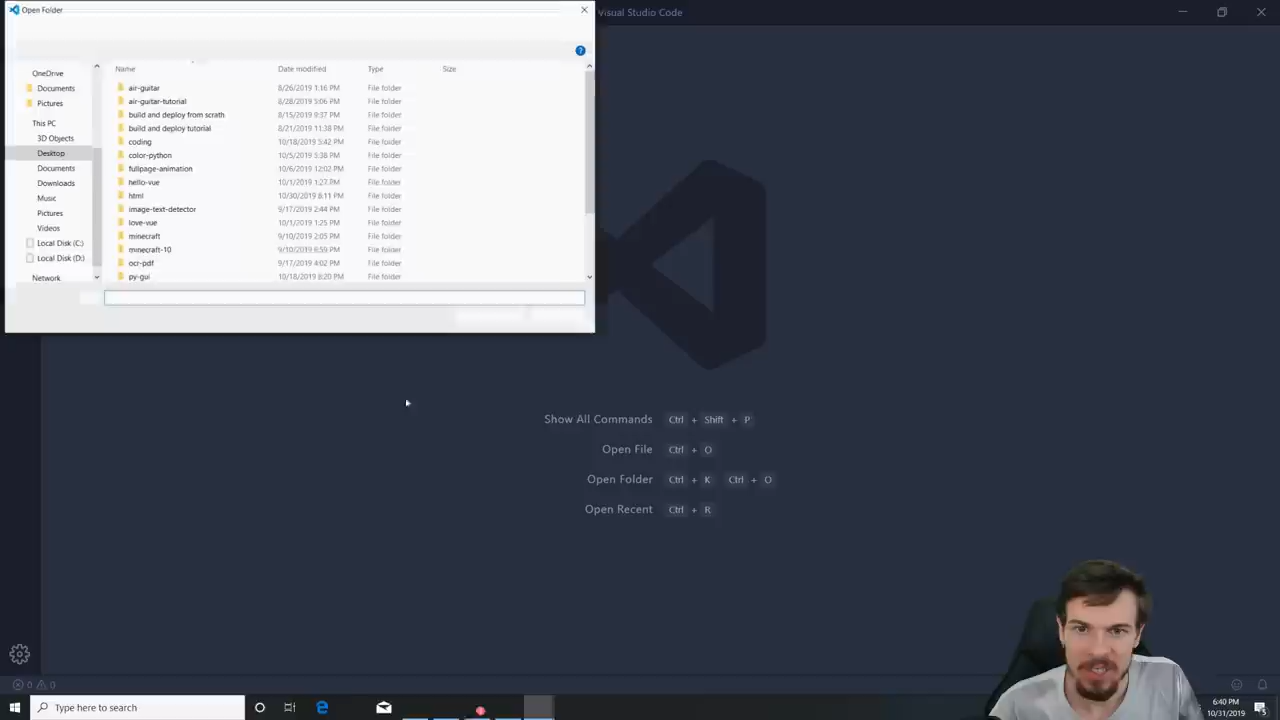 Open Folder
Visual Studio Code
Name Date modified Type Size
OneDrive
Documents
Pictures
This PC
3D Objects
Desktop
Documents
Downloads
Music
Pictures
Videos
Local Disk (C:)
Local Disk (D:)
Network
air-guitar 8/26/2019 1:16 PM File folder
air-guitar-tutorial 8/28/2019 5:06 PM File folder
build and deploy from scrath 8/15/2019 9:37 PM File folder
build and deploy tutorial 8/21/2019 11:38 PM File folder
coding 10/18/2019 5:42 PM File folder
color-python 10/5/2019 5:38 PM File folder
fullpage-animation 10/6/2019 12:02 PM File folder
hello-vue 10/1/2019 1:27 PM File folder
html 10/30/2019 8:11 PM File folder
image-text-detector 9/17/2019 2:44 PM File folder
love-vue 10/1/2019 1:25 PM File folder
minecraft 9/10/2019 2:05 PM File folder
minecraft-10 9/10/2019 6:59 PM File folder
ocr-pdf 9/17/2019 4:02 PM File folder
py-gui 10/18/2019 6:20 PM File folder
Show All Commands Ctrl + Shift + P
Open File Ctrl + O
Open Folder Ctrl + K Ctrl + O
Open Recent Ctrl + R
0 0
Type here to search
6:40 PM
10/31/2019